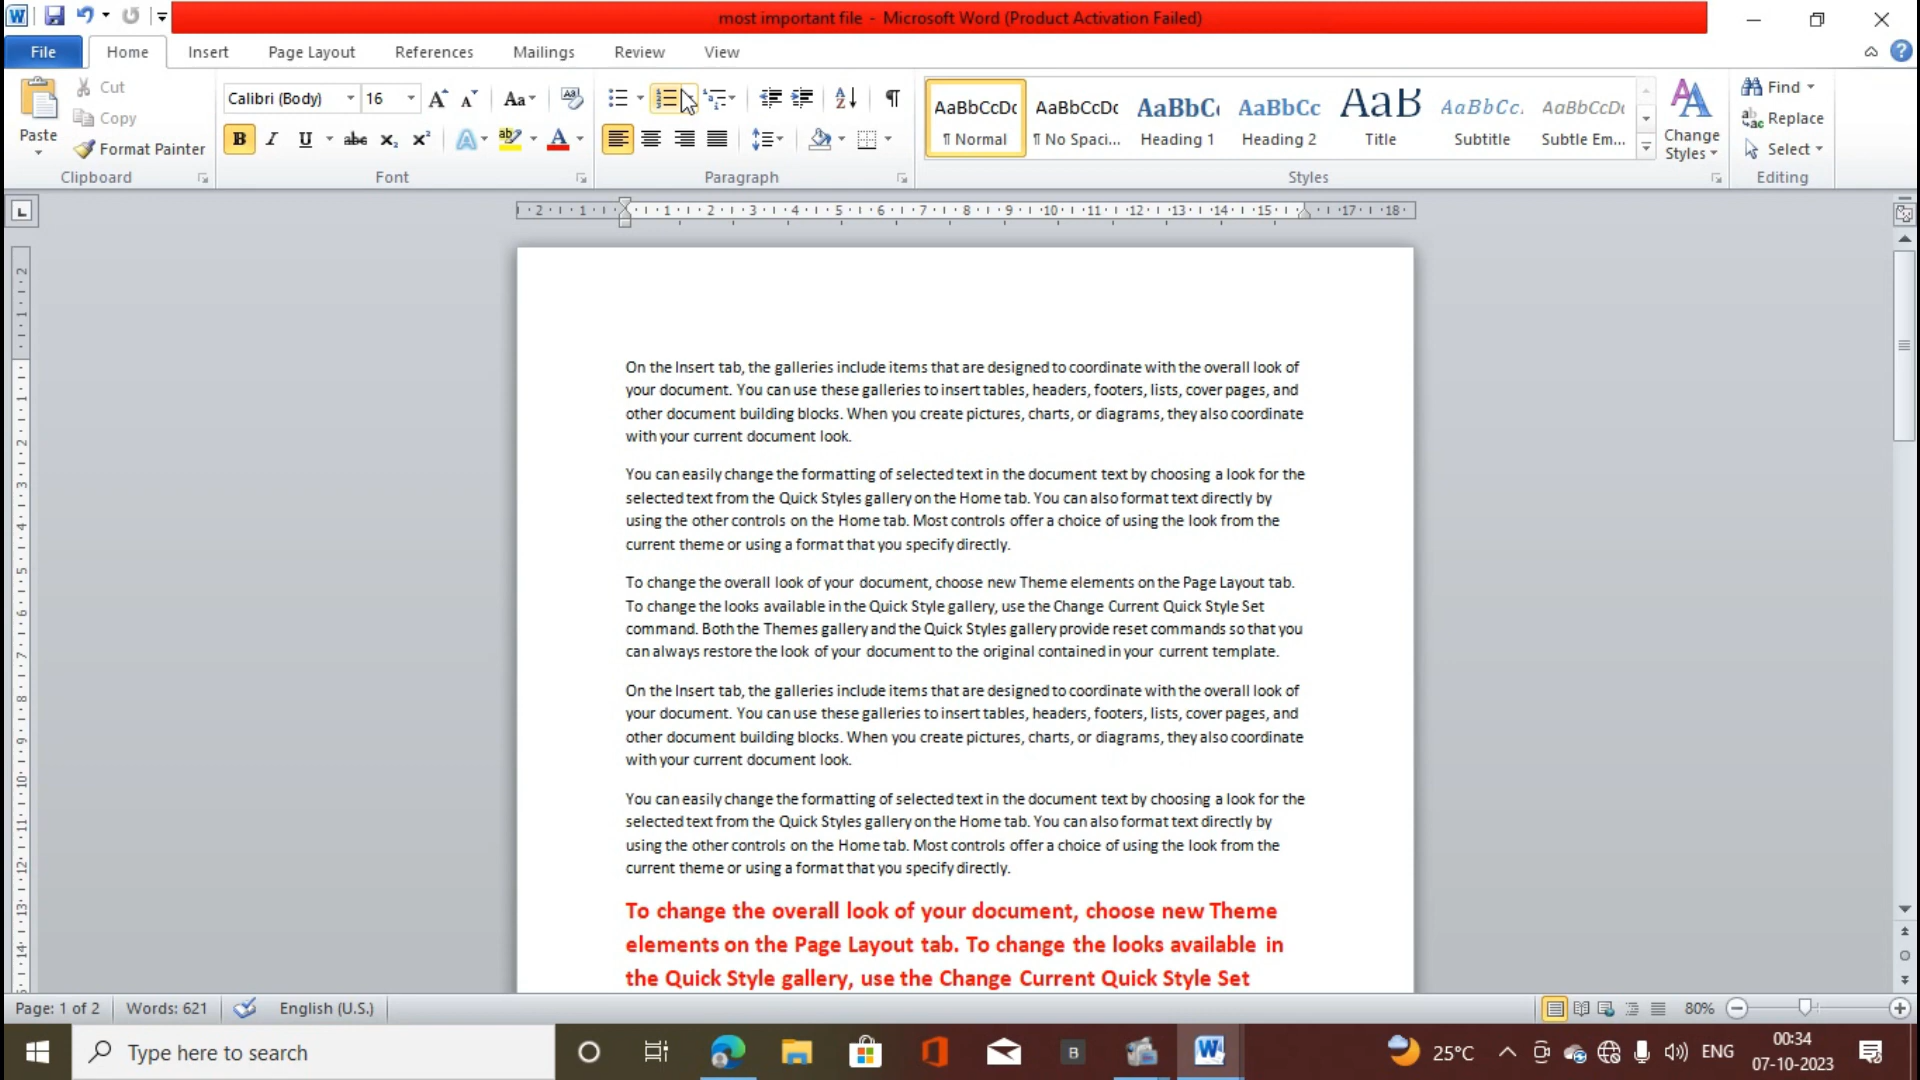 most important file - Microsoft Word (Product Activation Failed)
File Home Insert Page Layout References Mailings Review View
Paste
Cut
Copy
Format Painter
Clipboard
Calibri (Body) 16
Font
Paragraph
AaBbCcDc AaBbCcDc AaBbC AaBbCc AaB AaBbCc. AaBbCcDc
¶ Normal ¶ No Spaci... Heading 1 Heading 2 Title Subtitle Subtle Em...
Change
Styles
Styles
Find
Replace
Select
Editing
2 1 1 2 3 4 5 6 7 8 9 10 11 12 13 14 15 17 18
On the Insert tab, the galleries include items that are designed to coordinate with the overall look of
your document. You can use these galleries to insert tables, headers, footers, lists, cover pages, and
other document building blocks. When you create pictures, charts, or diagrams, they also coordinate
with your current document look.
You can easily change the formatting of selected text in the document text by choosing a look for the
selected text from the Quick Styles gallery on the Home tab. You can also format text directly by
using the other controls on the Home tab. Most controls offer a choice of using the look from the
current theme or using a format that you specify directly.
To change the overall look of your document, choose new Theme elements on the Page Layout tab.
To change the looks available in the Quick Style gallery, use the Change Current Quick Style Set
command. Both the Themes gallery and the Quick Styles gallery provide reset commands so that you
can always restore the look of your document to the original contained in your current template.
On the Insert tab, the galleries include items that are designed to coordinate with the overall look of
your document. You can use these galleries to insert tables, headers, footers, lists, cover pages, and
other document building blocks. When you create pictures, charts, or diagrams, they also coordinate
with your current document look.
You can easily change the formatting of selected text in the document text by choosing a look for the
selected text from the Quick Styles gallery on the Home tab. You can also format text directly by
using the other controls on the Home tab. Most controls offer a choice of using the look from the
current theme or using a format that you specify directly.
To change the overall look of your document, choose new Theme
elements on the Page Layout tab. To change the looks available in
the Quick Style gallery, use the Change Current Quick Style Set
Page: 1 of 2 Words: 621 English (U.S.) 80%
Type here to search
25°C ENG
00:34
07-10-2023